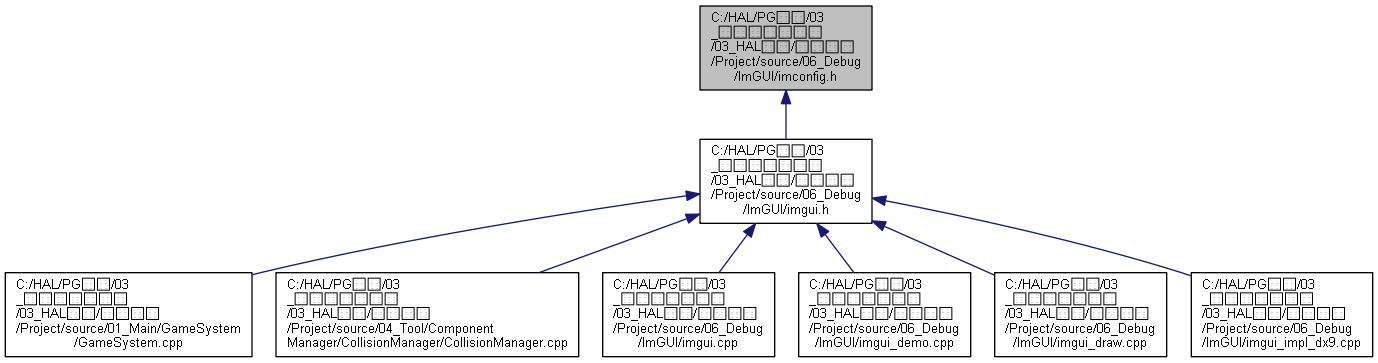 C:/HAL/PG□□/03
_□□□□□□□
/03_HAL□□/□□□□
/Project/source/06_Debug
/ImGUI/imconfig.h
C:/HAL/PG□□/03
_□□□□□□□
/03_HAL□□/□□□□
/Project/source/06_Debug
/ImGUI/imgui.h
C:/HAL/PG□□/03
_□□□□□□□
/03_HAL□□/□□□□
/Project/source/01_Main/GameSystem
/GameSystem.cpp
C:/HAL/PG□□/03
_□□□□□□□
/03_HAL□□/□□□□
/Project/source/04_Tool/Component
Manager/CollisionManager/CollisionManager.cpp
C:/HAL/PG□□/03
_□□□□□□□
/03_HAL□□/□□□□
/Project/source/06_Debug
/ImGUI/imgui.cpp
C:/HAL/PG□□/03
_□□□□□□□
/03_HAL□□/□□□□
/Project/source/06_Debug
/ImGUI/imgui_demo.cpp
C:/HAL/PG□□/03
_□□□□□□□
/03_HAL□□/□□□□
/Project/source/06_Debug
/ImGUI/imgui_draw.cpp
C:/HAL/PG□□/03
_□□□□□□□
/03_HAL□□/□□□□
/Project/source/06_Debug
/ImGUI/imgui_impl_dx9.cpp